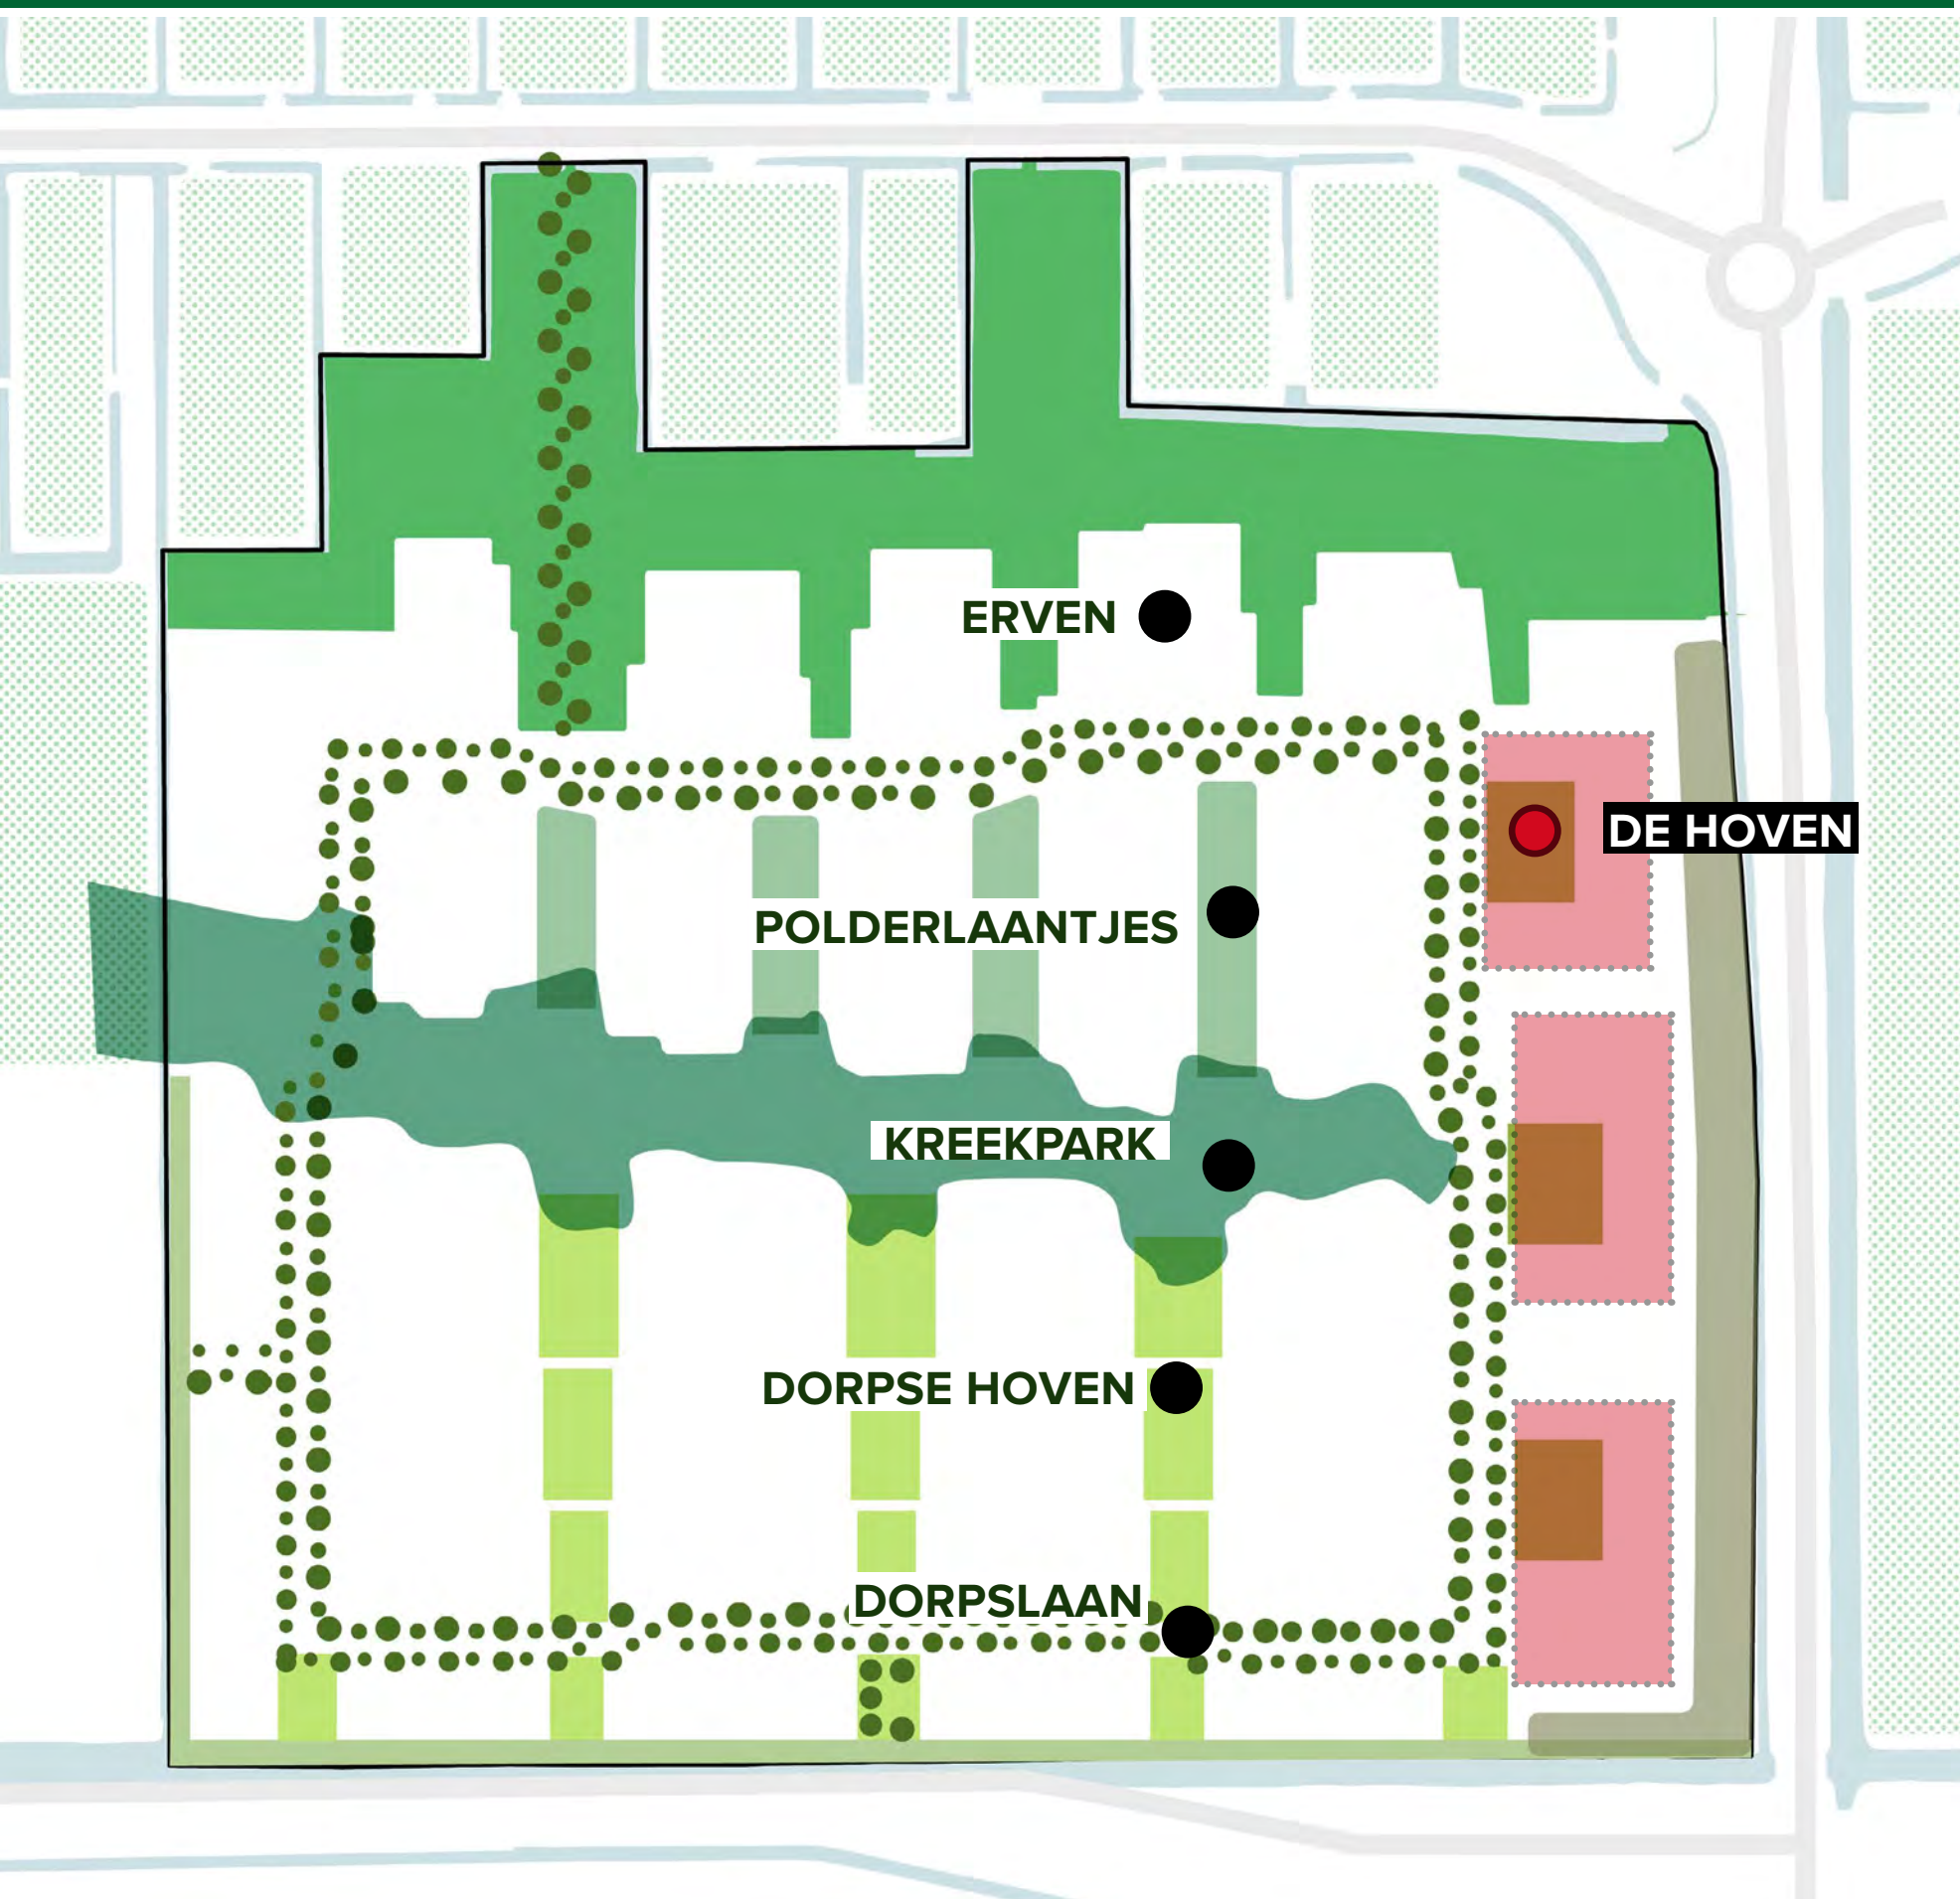 ERVEN
DE HOVEN
POLDERLAANTJES
KREEKPARK
DORPSE HOVEN
DORPSLAAN